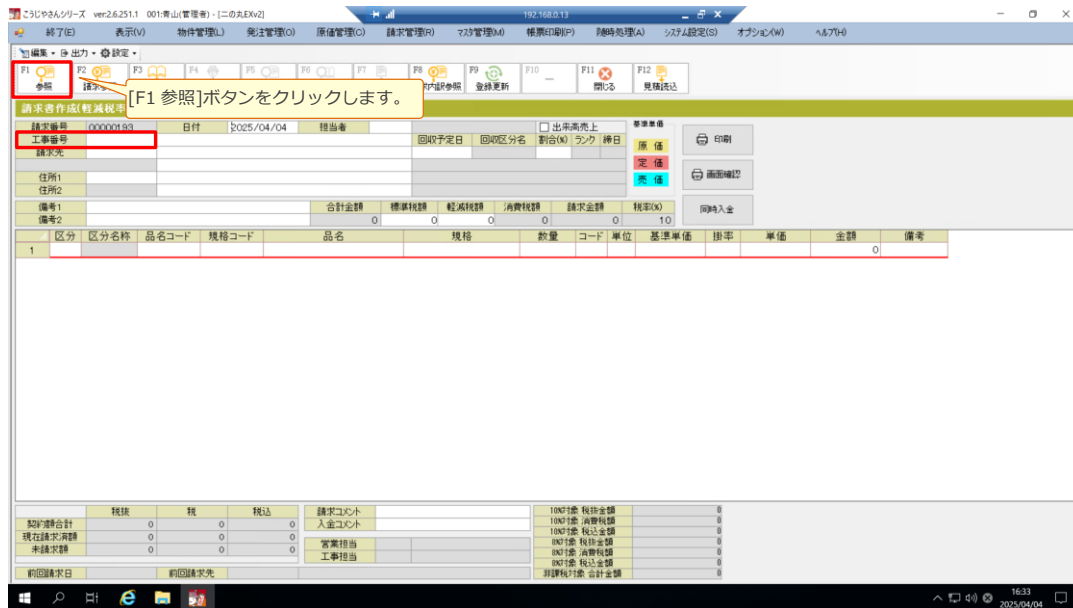 こうじやさんシリーズ ver.2.6.251.1 001:青山(管理者) - [二の丸EXv2] 192.168.0.13
終了(E) 表示(V) 物件管理(L) 発注管理(O) 原価管理(C) 請求管理(R) マスタ管理(M) 帳票印刷(P) 随時処理(A) システム設定(S) オプション(W) ヘルプ(H)
編集 出力 設定
F1 F2 F3 F4 F5 F6 F7 F8 F9 F10 F11 F12
参照 内訳参照 登録更新 閉じる 見積読込
[F1 参照]ボタンをクリックします。
請求書作成(軽減税率
請求番号 00000193 日付 2025/04/04 担当者 出来高売上 基準単価
工事番号 回収予定日 回収区分名 割合(%) ランク 締日 原 価 印刷
請求先
定 価
住所1 売 価 画面確認
住所2
備考1 合計金額 標準税額 軽減税額 消費税額 請求金額 税率(%) 同時入金
備考2 0 0 0 0 0 10
区分 区分名称 品名コード 規格コード 品名 規格 数量 コード 単位 基準単価 掛率 単価 金額 備考
1 0
税抜 税 税込 請求コメント 10%対象 税抜金額 0
契約額合計 0 0 0 入金コメント 10%対象 消費税額 0
現在請求済額 0 0 0 10%対象 税込金額 0
未請求額 0 0 0 営業担当 8%対象 税抜金額 0
工事担当 8%対象 消費税額 0
8%対象 税込金額 0
前回請求日 前回請求先 非課税対象 合計金額 0
16:33
2025/04/04